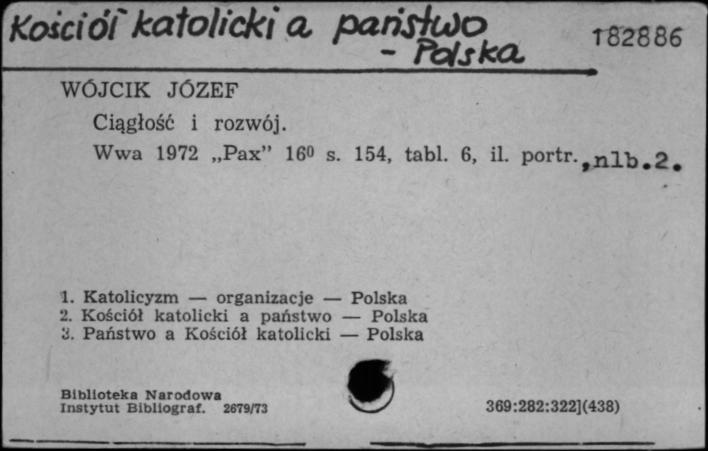 Kościół katolicki a państwo
- Polska
182886
WÓJCIK JÓZEF
Ciągłość i rozwój.
Wwa 1972 „Pax” 16⁰ s. 154, tabl. 6, il. portr.,nlb.2.
1. Katolicyzm — organizacje — Polska
2. Kościół katolicki a państwo — Polska
3. Państwo a Kościół katolicki — Polska
Biblioteka Narodowa
Instytut Bibliograf. 2679/73
369:282:322](438)